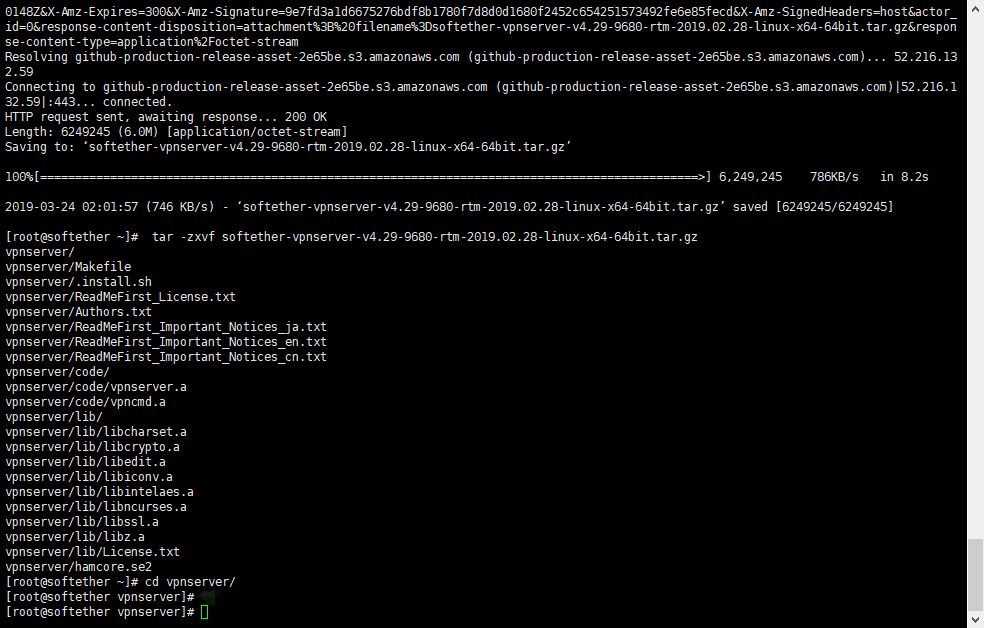 0148Z&X-Amz-Expires=300&X-Amz-Signature=9e7fd3a1d6675276bdf8b1780f7d8d0d1680f2452c654251573492fe6e85fecd&X-Amz-SignedHeaders=host&actor_
id=0&response-content-disposition=attachment%3B%20filename%3Dsoftether-vpnserver-v4.29-9680-rtm-2019.02.28-linux-x64-64bit.tar.gz&respon
se-content-type=application%2Foctet-stream
Resolving github-production-release-asset-2e65be.s3.amazonaws.com (github-production-release-asset-2e65be.s3.amazonaws.com)... 52.216.13
2.59
Connecting to github-production-release-asset-2e65be.s3.amazonaws.com (github-production-release-asset-2e65be.s3.amazonaws.com)|52.216.1
32.59|:443... connected.
HTTP request sent, awaiting response... 200 OK
Length: 6249245 (6.0M) [application/octet-stream]
Saving to: ‘softether-vpnserver-v4.29-9680-rtm-2019.02.28-linux-x64-64bit.tar.gz’
100%[==============================================================================================>] 6,249,245    786KB/s   in 8.2s
2019-03-24 02:01:57 (746 KB/s) - ‘softether-vpnserver-v4.29-9680-rtm-2019.02.28-linux-x64-64bit.tar.gz’ saved [6249245/6249245]
[root@softether ~]#  tar -zxvf softether-vpnserver-v4.29-9680-rtm-2019.02.28-linux-x64-64bit.tar.gz
vpnserver/
vpnserver/Makefile
vpnserver/.install.sh
vpnserver/ReadMeFirst_License.txt
vpnserver/Authors.txt
vpnserver/ReadMeFirst_Important_Notices_ja.txt
vpnserver/ReadMeFirst_Important_Notices_en.txt
vpnserver/ReadMeFirst_Important_Notices_cn.txt
vpnserver/code/
vpnserver/code/vpnserver.a
vpnserver/code/vpncmd.a
vpnserver/lib/
vpnserver/lib/libcharset.a
vpnserver/lib/libcrypto.a
vpnserver/lib/libedit.a
vpnserver/lib/libiconv.a
vpnserver/lib/libintelaes.a
vpnserver/lib/libncurses.a
vpnserver/lib/libssl.a
vpnserver/lib/libz.a
vpnserver/lib/License.txt
vpnserver/hamcore.se2
[root@softether ~]# cd vpnserver/
[root@softether vpnserver]#
[root@softether vpnserver]#